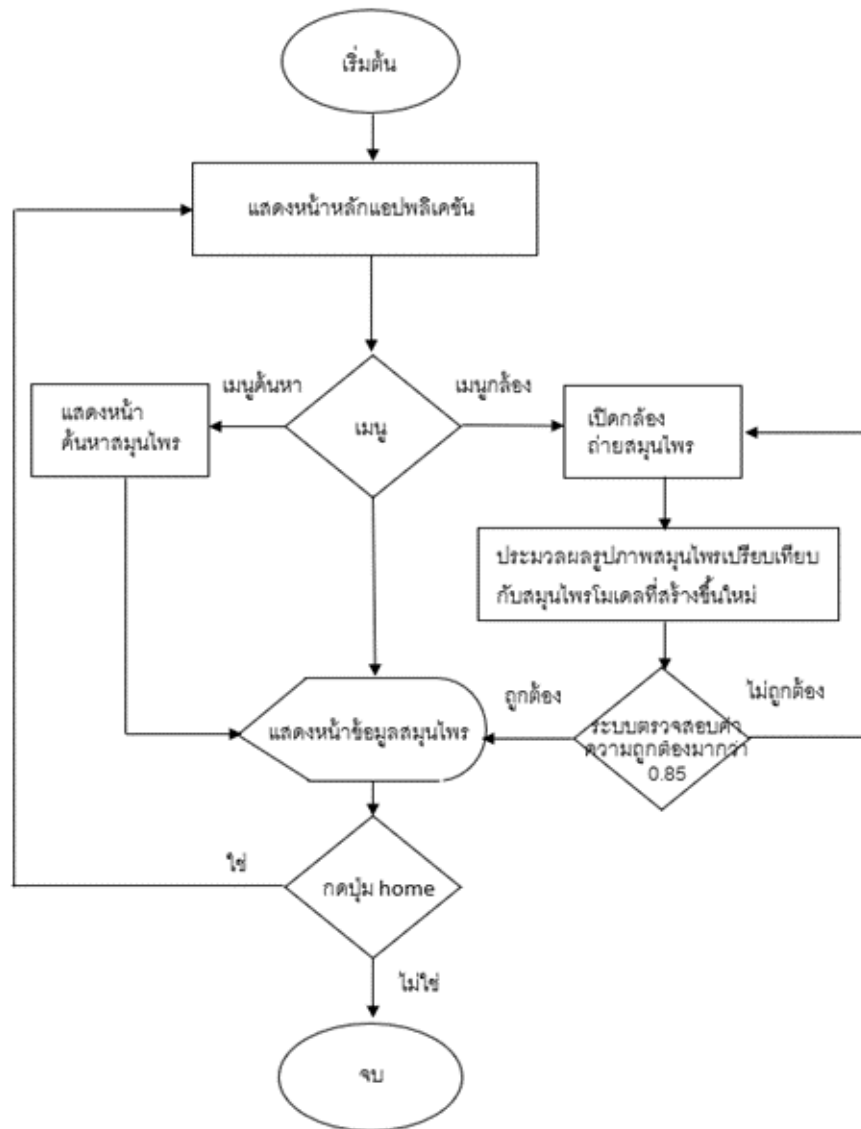 เริ่มต้น
แสดงหน้าหลักแอปพลิเคชัน
เมนูค้นหา
เมนูกล้อง
แสดงหน้า
ค้นหาสมุนไพร
เมนู
เปิดกล้อง
ถ่ายสมุนไพร
ประมวลผลรูปภาพสมุนไพรเปรียบเทียบ
กับสมุนไพรโมเดลที่สร้างขึ้นใหม่
ถูกต้อง
ไม่ถูกต้อง
แสดงหน้าข้อมูลสมุนไพร
ระบบตรวจสอบค่า
ความถูกต้องมากว่า
0.85
ใช่
กดปุ่ม home
ไม่ใช่
จบ